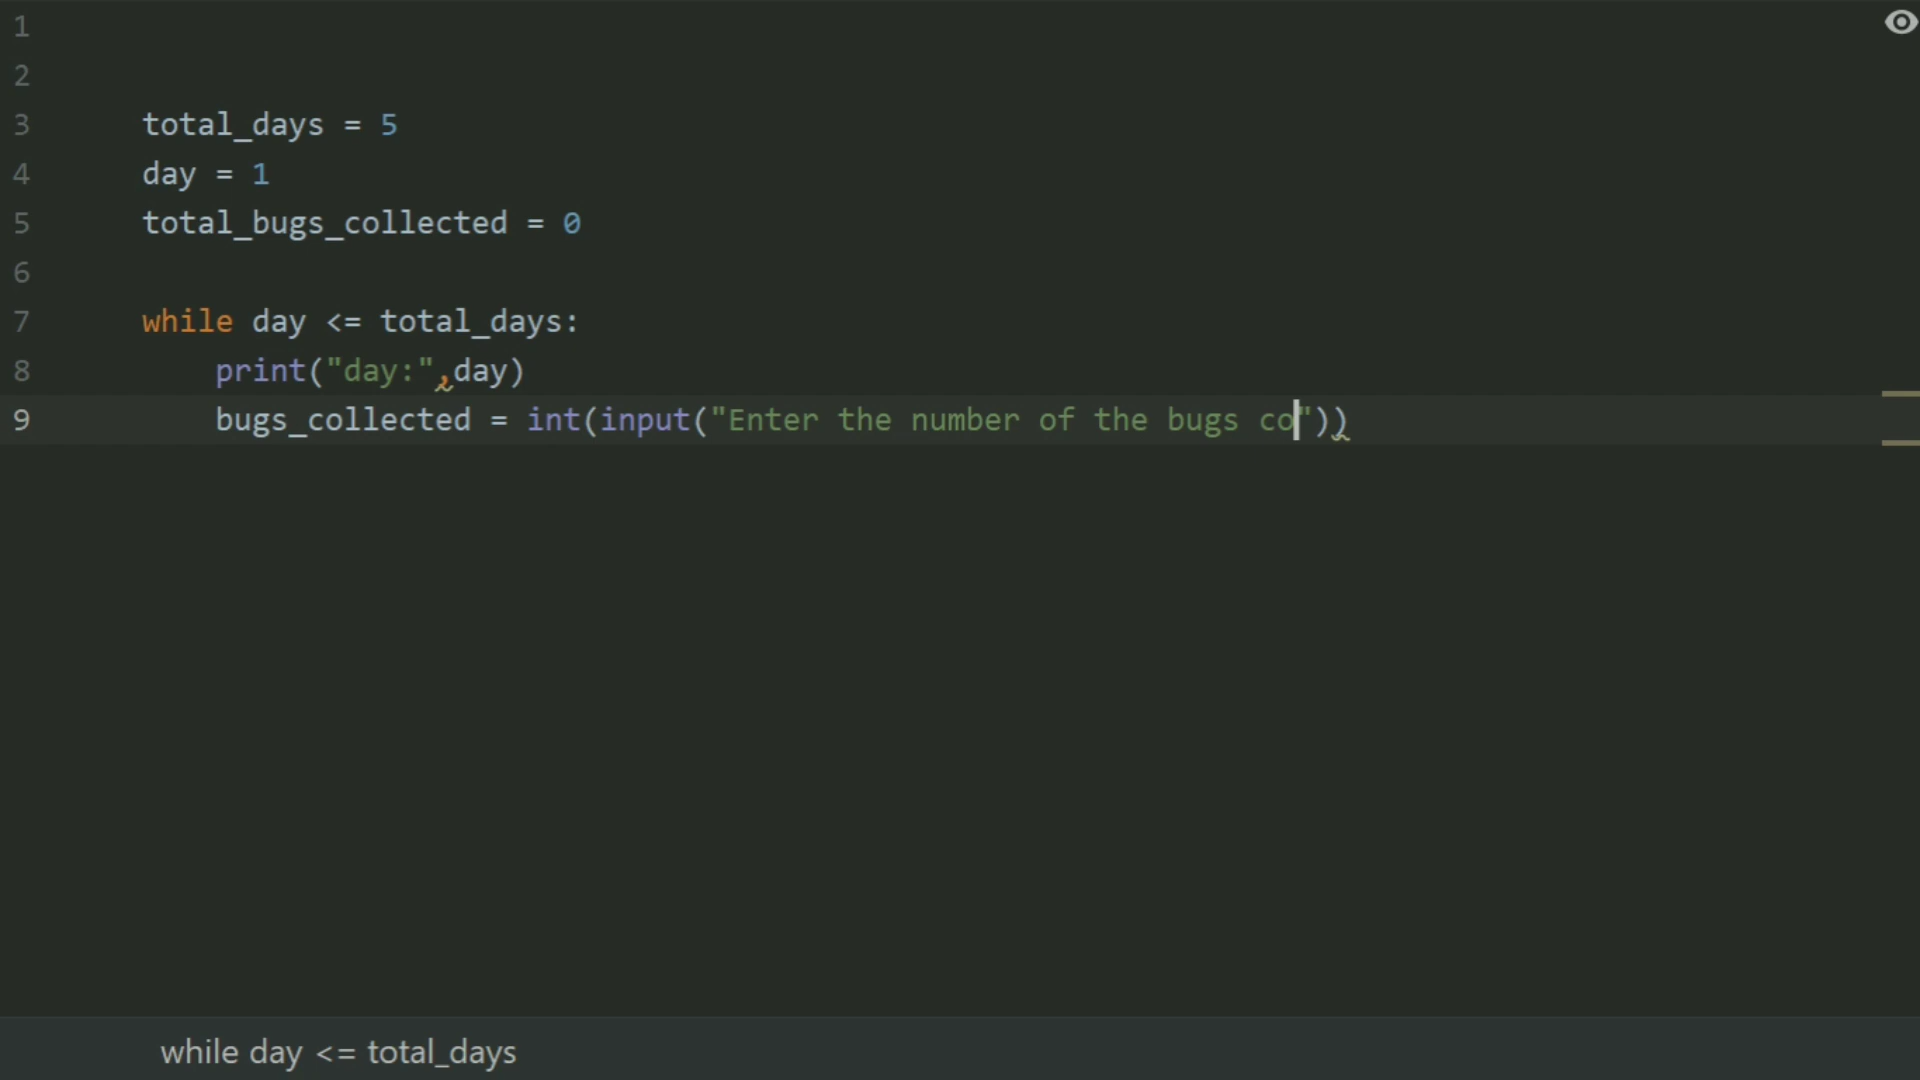 1
2
3 total_days = 5
4 day = 1
5 total_bugs_collected = 0
6
7 while day <= total_days:
8 print("day:",day)
9 bugs_collected = int(input("Enter the number of the bugs co"))
while day <= total_days